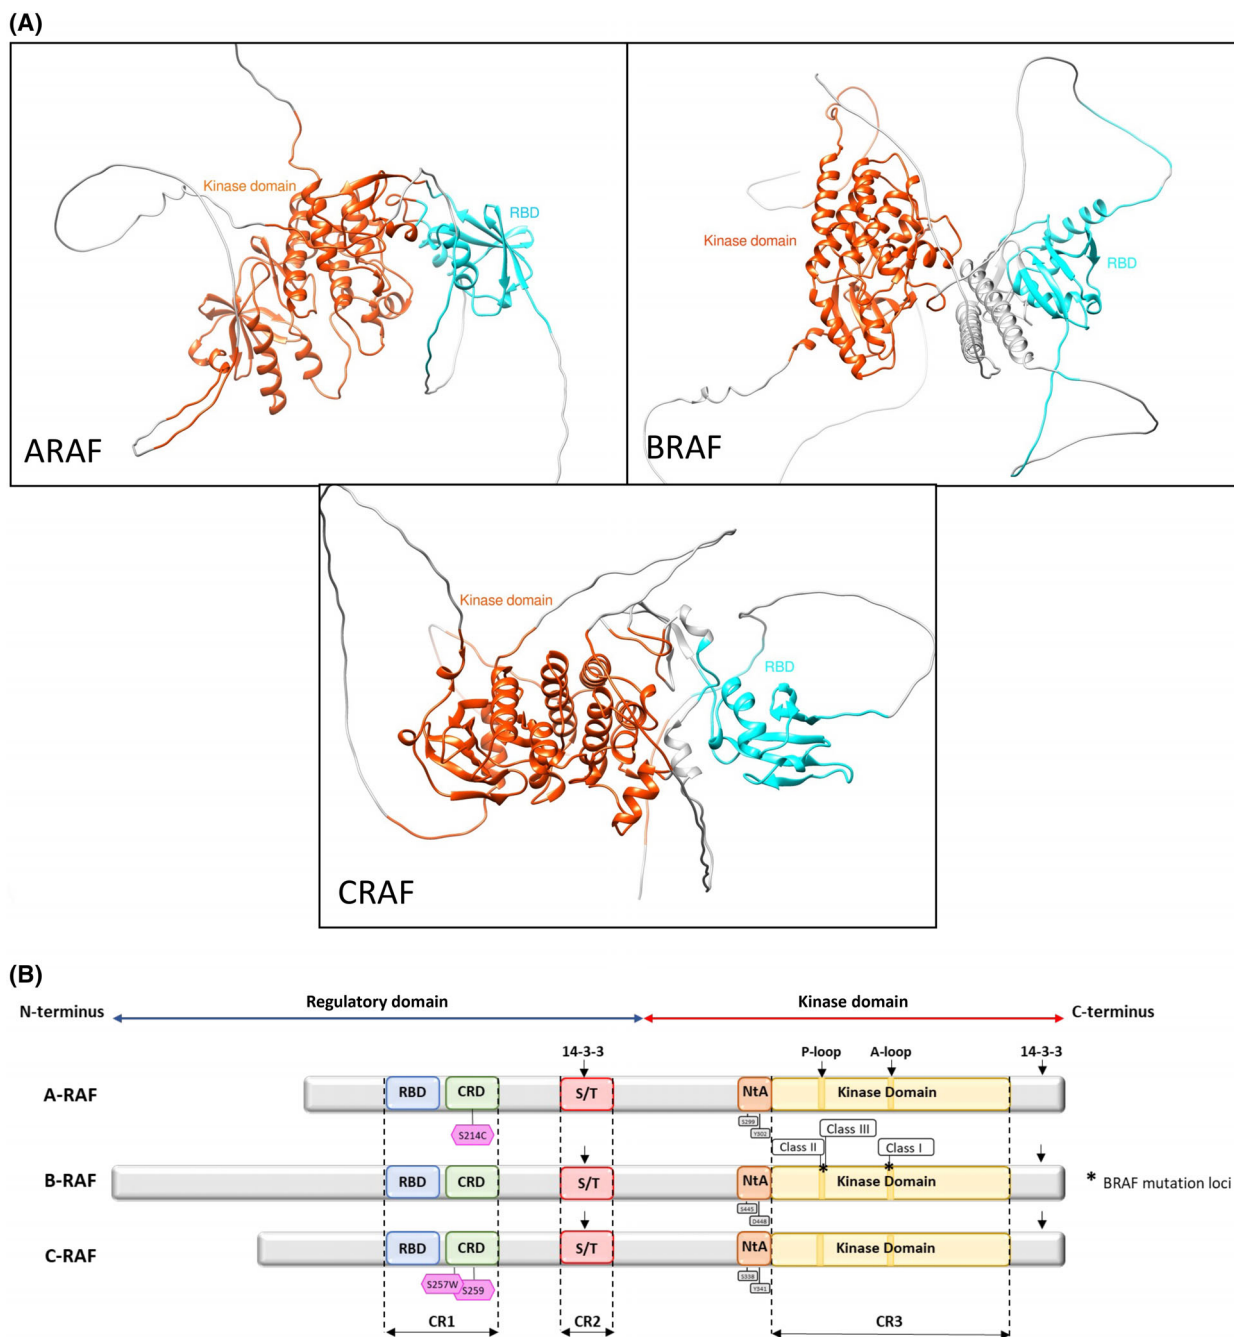 (A)
Kinase domain
RBD
ARAF
Kinase domain
RBD
BRAF
Kinase domain
RBD
CRAF
(B)
N-terminus
Regulatory domain
Kinase domain
C-terminus
14-3-3
P-loop
A-loop
14-3-3
A-RAF
RBD
CRD
S/T
NtA
Kinase Domain
S214C
S299
Y302
Class II
Class III
Class I
B-RAF
RBD
CRD
S/T
NtA
Kinase Domain
* BRAF mutation loci
S445
D448
C-RAF
RBD
CRD
S/T
NtA
Kinase Domain
S257W
S259
S338
Y341
CR1
CR2
CR3